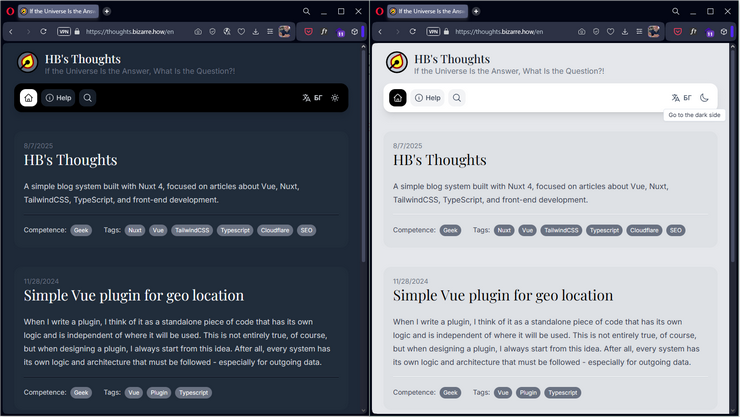 If the Universe Is the Answ
VPN
https://thoughts.bizarre.how/en
HB's Thoughts
If the Universe Is the Answer, What Is the Question?!
Help
БГ
8/7/2025
HB's Thoughts
A simple blog system built with Nuxt 4, focused on articles about Vue, Nuxt,
TailwindCSS, TypeScript, and front-end development.
Competence: Geek Tags: Nuxt Vue TailwindCSS Typescript Cloudflare SEO
11/28/2024
Simple Vue plugin for geo location
When I write a plugin, I think of it as a standalone piece of code that has its own
logic and is independent of where it will be used. This is not entirely true, of course,
but when designing a plugin, I always start from this idea. After all, every system has
its own logic and architecture that must be followed - especially for outgoing data.
Competence: Geek Tags: Vue Plugin Typescript
If the Universe Is the Answ
VPN
https://thoughts.bizarre.how/en
HB's Thoughts
If the Universe Is the Answer, What Is the Question?!
Help
БГ
Go to the dark side
8/7/2025
HB's Thoughts
A simple blog system built with Nuxt 4, focused on articles about Vue, Nuxt,
TailwindCSS, TypeScript, and front-end development.
Competence: Geek Tags: Nuxt Vue TailwindCSS Typescript Cloudflare SEO
11/28/2024
Simple Vue plugin for geo location
When I write a plugin, I think of it as a standalone piece of code that has its own
logic and is independent of where it will be used. This is not entirely true, of course,
but when designing a plugin, I always start from this idea. After all, every system has
its own logic and architecture that must be followed - especially for outgoing data.
Competence: Geek Tags: Vue Plugin Typescript